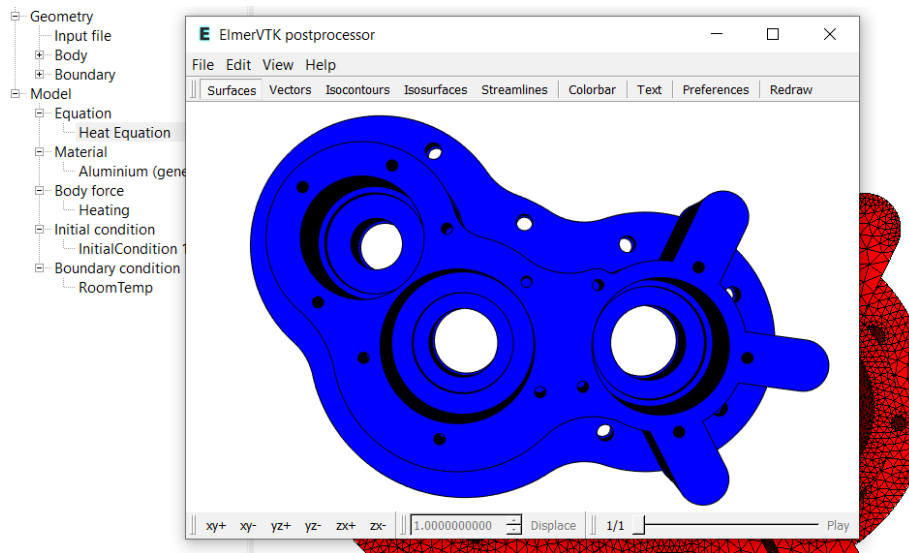 Geometry
Input file
Body
Boundary
Model
Equation
Heat Equation
Material
Aluminium (gene
Body force
Heating
Initial condition
InitialCondition 1
Boundary condition
RoomTemp
E ElmerVTK postprocessor
File Edit View Help
Surfaces Vectors Isocontours Isosurfaces Streamlines Colorbar Text Preferences Redraw
xy+ xy- yz+ yz- zx+ zx- 1.0000000000 Displace 1/1 Play